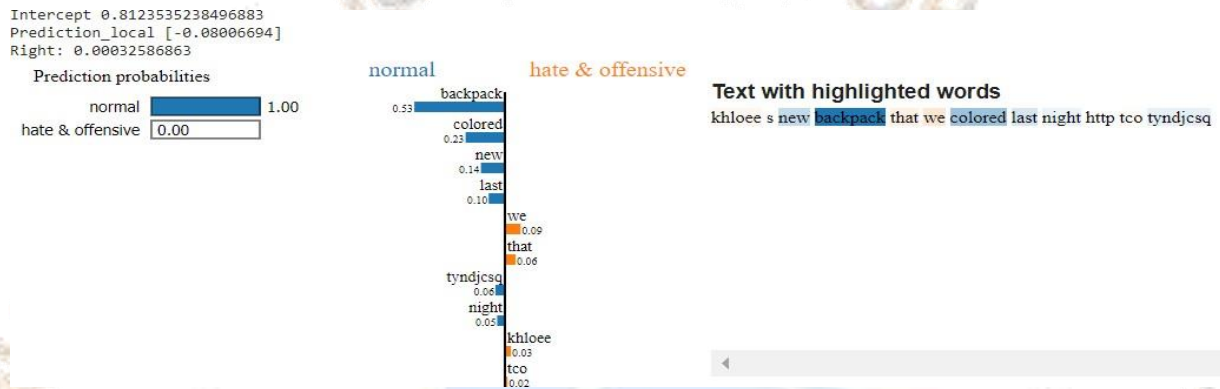 Intercept 0.8123535238496883
Prediction_local [-0.08006694]
Right: 0.00032586863
Prediction probabilities
normal 1.00
hate & offensive 0.00
normal hate & offensive
backpack
0.53
colored
0.23
new
0.14
last
0.10
we
0.09
that
0.06
tyndjcsq
0.06
night
0.05
khloee
0.03
tco
0.02
Text with highlighted words
khloee s new backpack that we colored last night http tco tyndjcsq